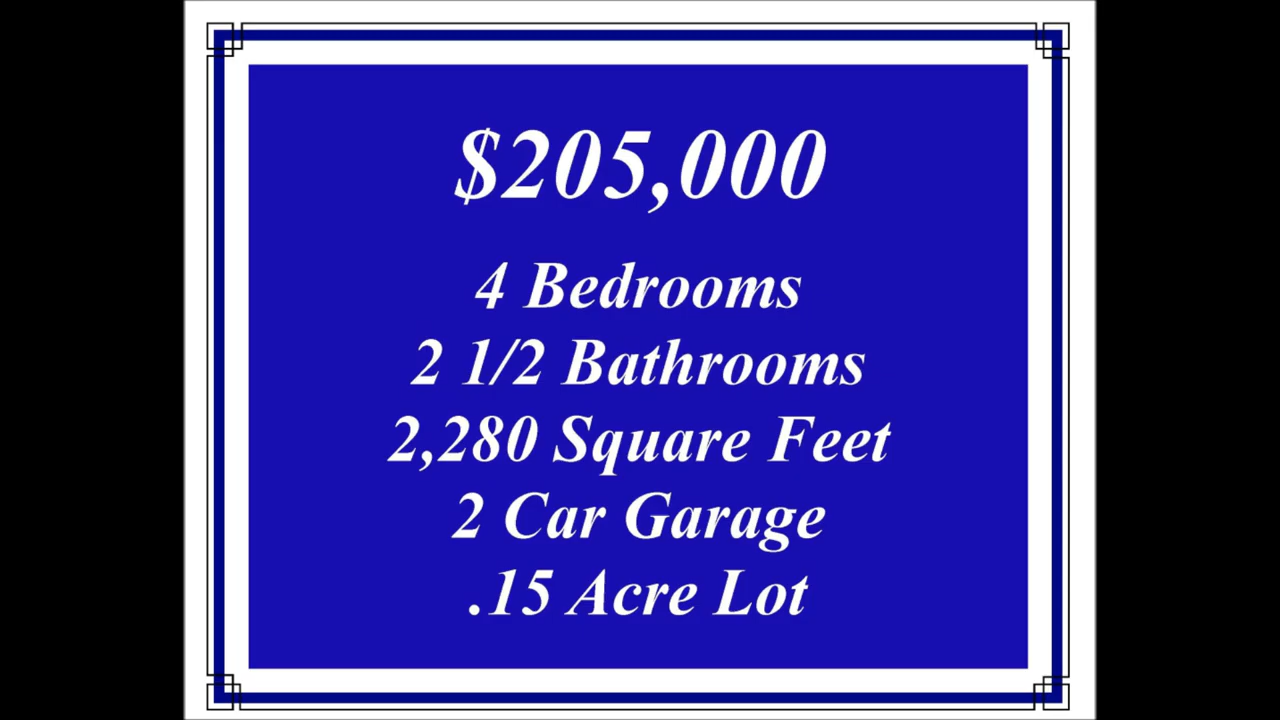 $205,000
4 Bedrooms
2 1/2 Bathrooms
2,280 Square Feet
2 Car Garage
.15 Acre Lot